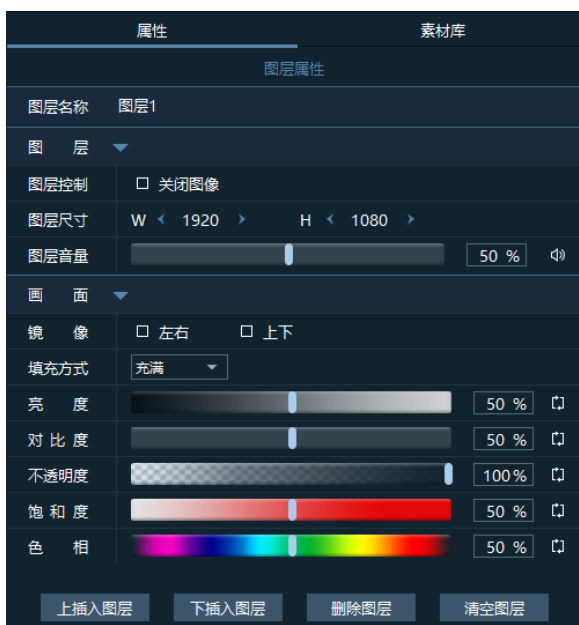 属性 素材库
图层属性
图层名称 图层1
图 层
图层控制 关闭图像
图层尺寸 W 1920 H 1080
图层音量 50 %
画 面
镜 像 左右 上下
填充方式 充满
亮 度 50 %
对 比 度 50 %
不透明度 100%
饱 和 度 50 %
色 相 50 %
上插入图层 下插入图层 删除图层 清空图层